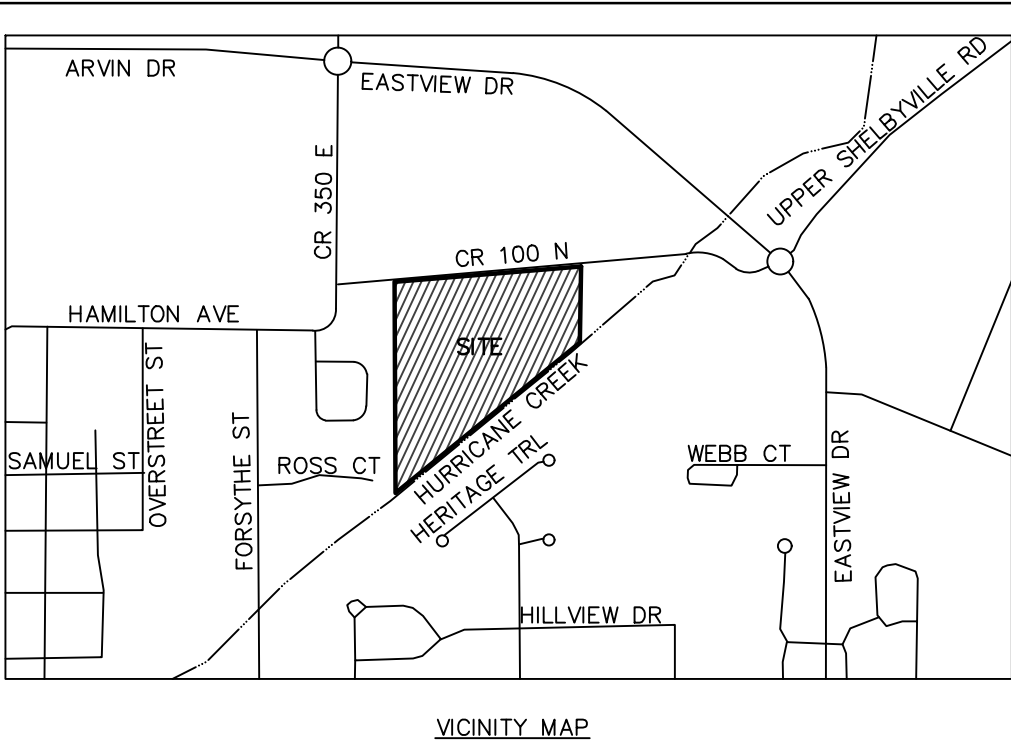 ARVIN DR
EASTVIEW DR
UPPER SHELBYVILLE RD
CR 350 E
CR 100 N
HAMILTON AVE
SITE
OVERSTREET ST
FORSYTHE ST
SAMUEL ST
ROSS CT
HURRICANE CREEK
HERITAGE TRL
WEBB CT
EASTVIEW DR
HILLVIEW DR
VICINITY MAP